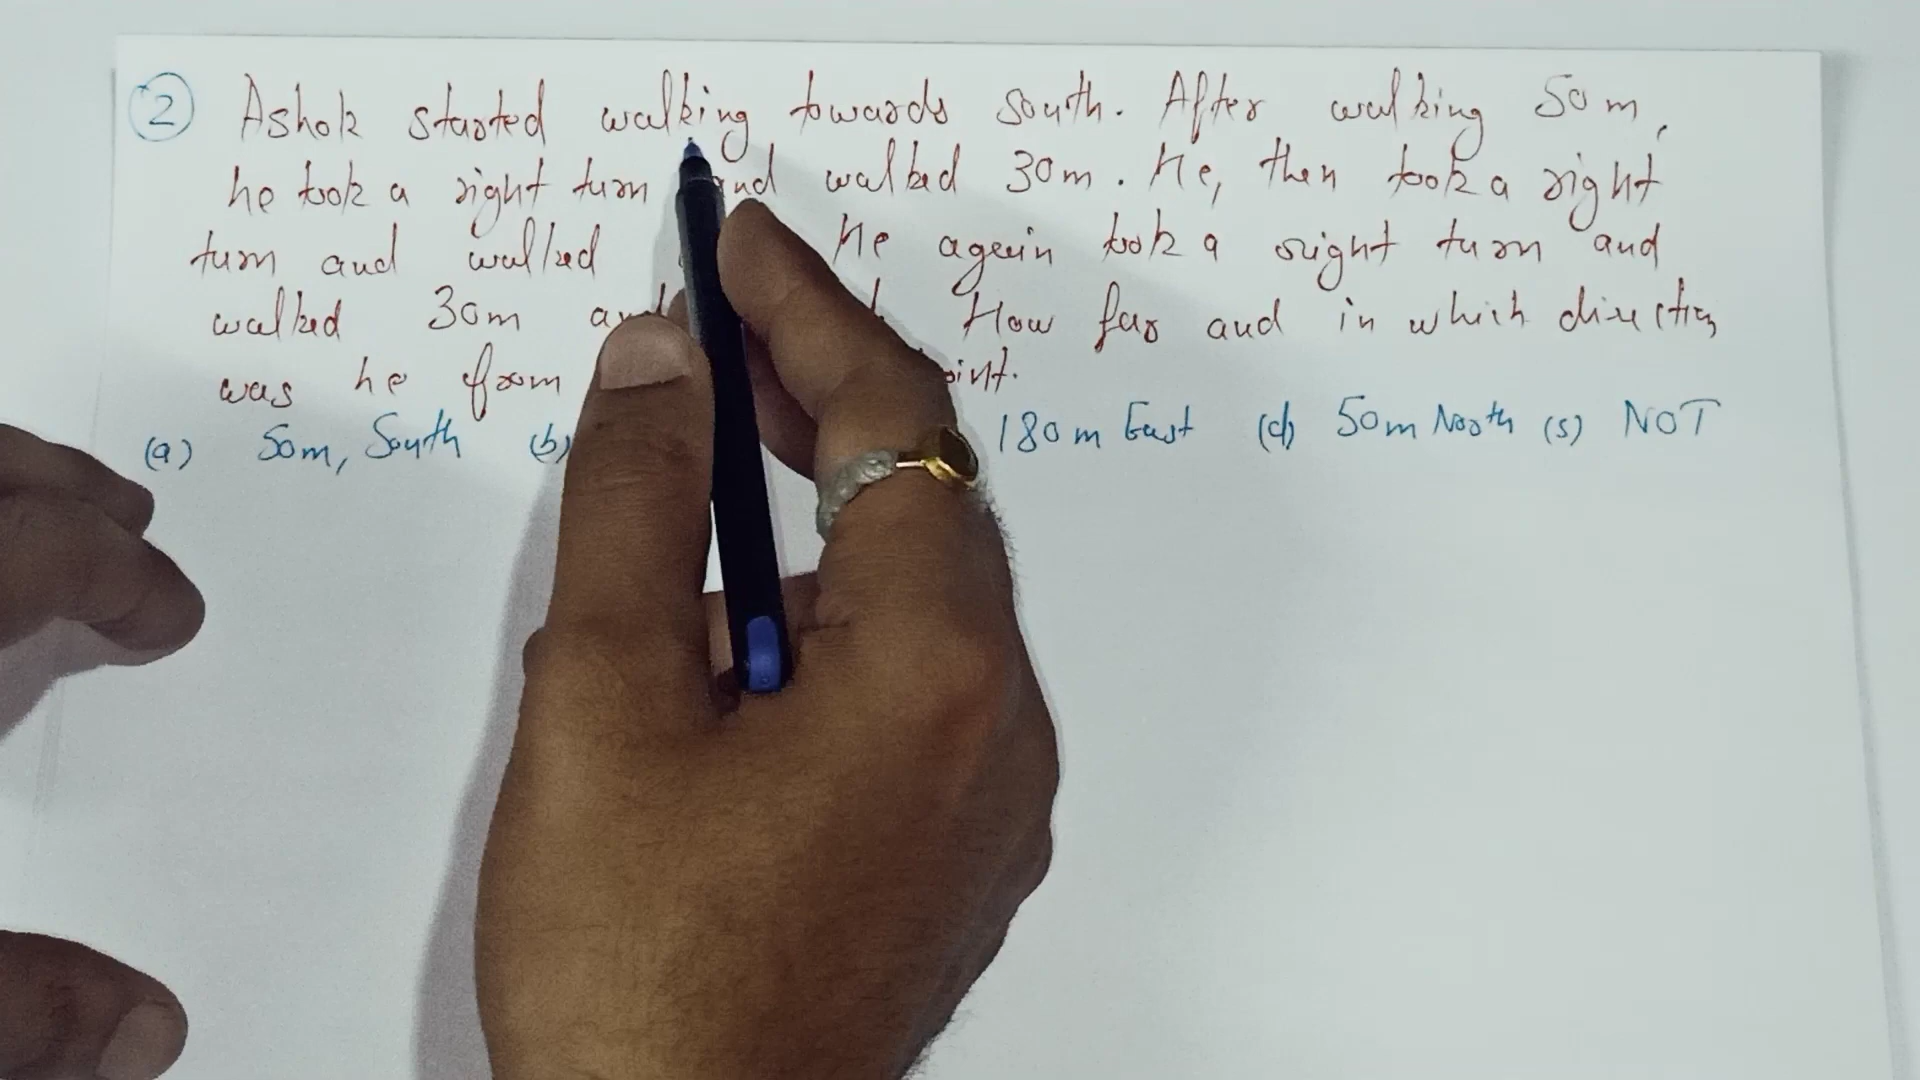 2 Ashok started walking towards south. After walking 50m,
he took a right turn and walked 30m. He, then took a right
turn and walked He again took a right turn and
walked 30m How far and in which direction
was he from
(a) 50m, South (b) 180m East (d) 50m North (s) NOT